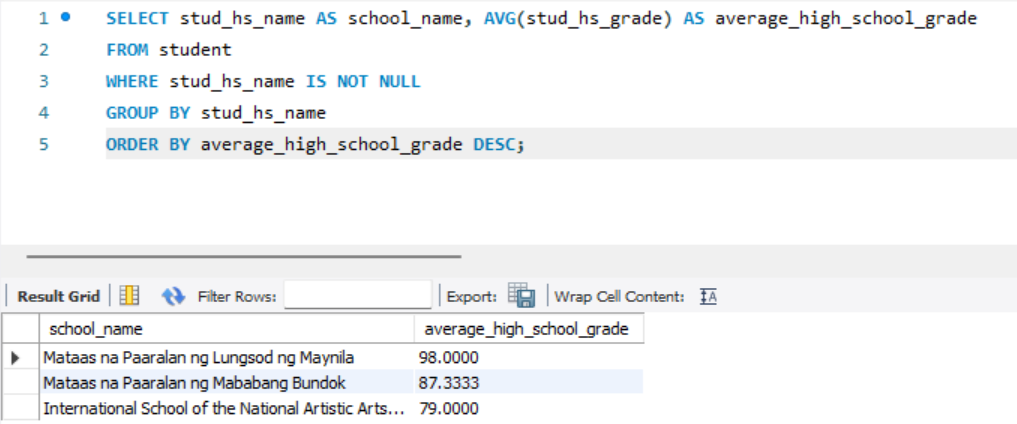 1 SELECT stud_hs_name AS school_name, AVG(stud_hs_grade) AS average_high_school_grade
2 FROM student
3 WHERE stud_hs_name IS NOT NULL
4 GROUP BY stud_hs_name
5 ORDER BY average_high_school_grade DESC;
Result Grid Filter Rows: Export: Wrap Cell Content: IA
school_name average_high_school_grade
Mataas na Paaralan ng Lungsod ng Maynila 98.0000
Mataas na Paaralan ng Mababang Bundok 87.3333
International School of the National Artistic Arts... 79.0000